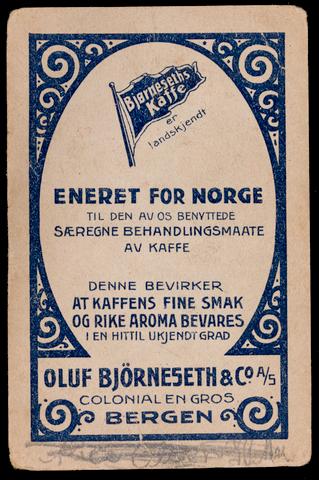 Bjørneseths
Kaffe
er
landskjendt
ENERET FOR NORGE
TIL DEN AV OS BENYTTEDE
SÆREGNE BEHANDLINGSMAATE
AV KAFFE
DENNE BEVIRKER
AT KAFFENS FINE SMAK
OG RIKE AROMA BEVARES
I EN HITTIL UKJENDT GRAD
OLUF BJÖRNESETH & Co. A/S
COLONIAL EN GROS
BERGEN